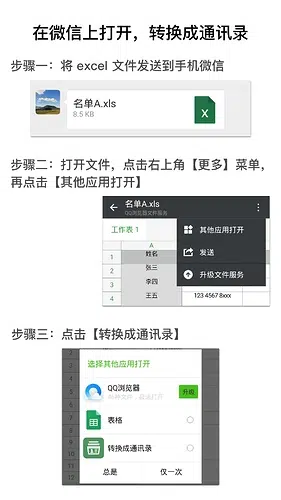 在微信上打开，转换成通讯录
步骤一：将 excel 文件发送到手机微信
名单A.xls
8.5 KB
X
步骤二：打开文件，点击右上角【更多】菜单，
再点击【其他应用打开】
名单A.xls
QQ浏览器文件服务
工作表 1
其他应用打开
发送
升级文件服务
A
1 姓名
2 张三
3 李四
4 王五 123 4567 8xxx
步骤三：点击【转换成通讯录】
选择其他应用打开
QQ浏览器
升级
表格
转换成通讯录
总是 仅一次